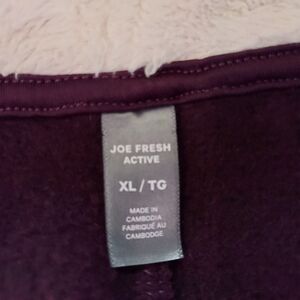 JOE FRESH
ACTIVE
XL / TG
MADE IN
CAMBODIA
FABRIQUÉ AU
CAMBODGE